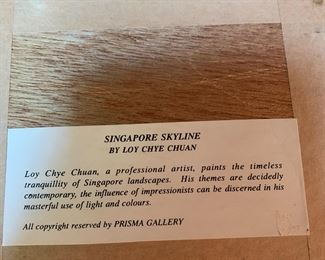 SINGAPORE SKYLINE
BY LOY CHYE CHUAN
Loy Chye Chuan, a professional artist, paints the timeless
tranquillity of Singapore landscapes. His themes are decidedly
contemporary, the influence of impressionists can be discerned in his
masterful use of light and colours.
All copyright reserved by PRISMA GALLERY